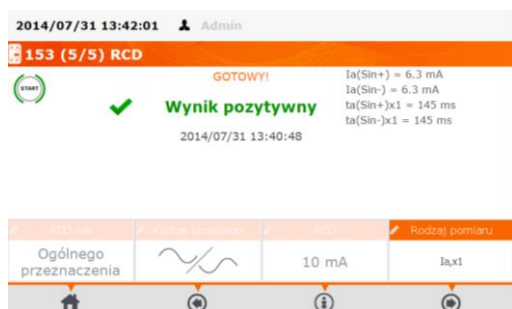 2014/07/31 13:42:01 Admin
153 (5/5) RCD
START
GOTOWY!
Wynik pozytywny
2014/07/31 13:40:48
Ia(Sin+) = 6.3 mA
Ia(Sin-) = 6.3 mA
ta(Sin+)x1 = 145 ms
ta(Sin-)x1 = 145 ms
RCD typ
Kształt przebiegu
RCD
Rodzaj pomiaru
Ogólnego
przeznaczenia
10 mA
Ia,x1